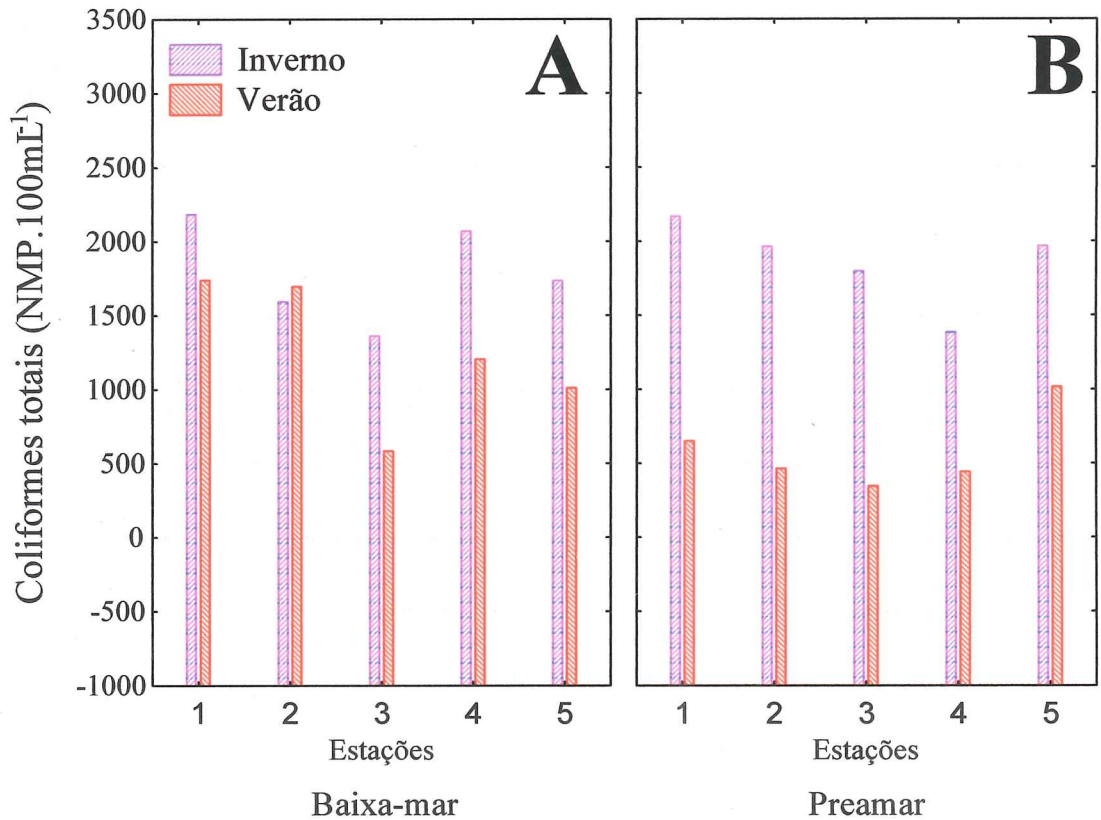 Coliformes totais (NMP.100mL-1)
3500
3000
2500
2000
1500
1000
500
0
-500
-1000
Inverno
Verão
A
B
1 2 3 4 5
1 2 3 4 5
Estações
Estações
Baixa-mar
Preamar